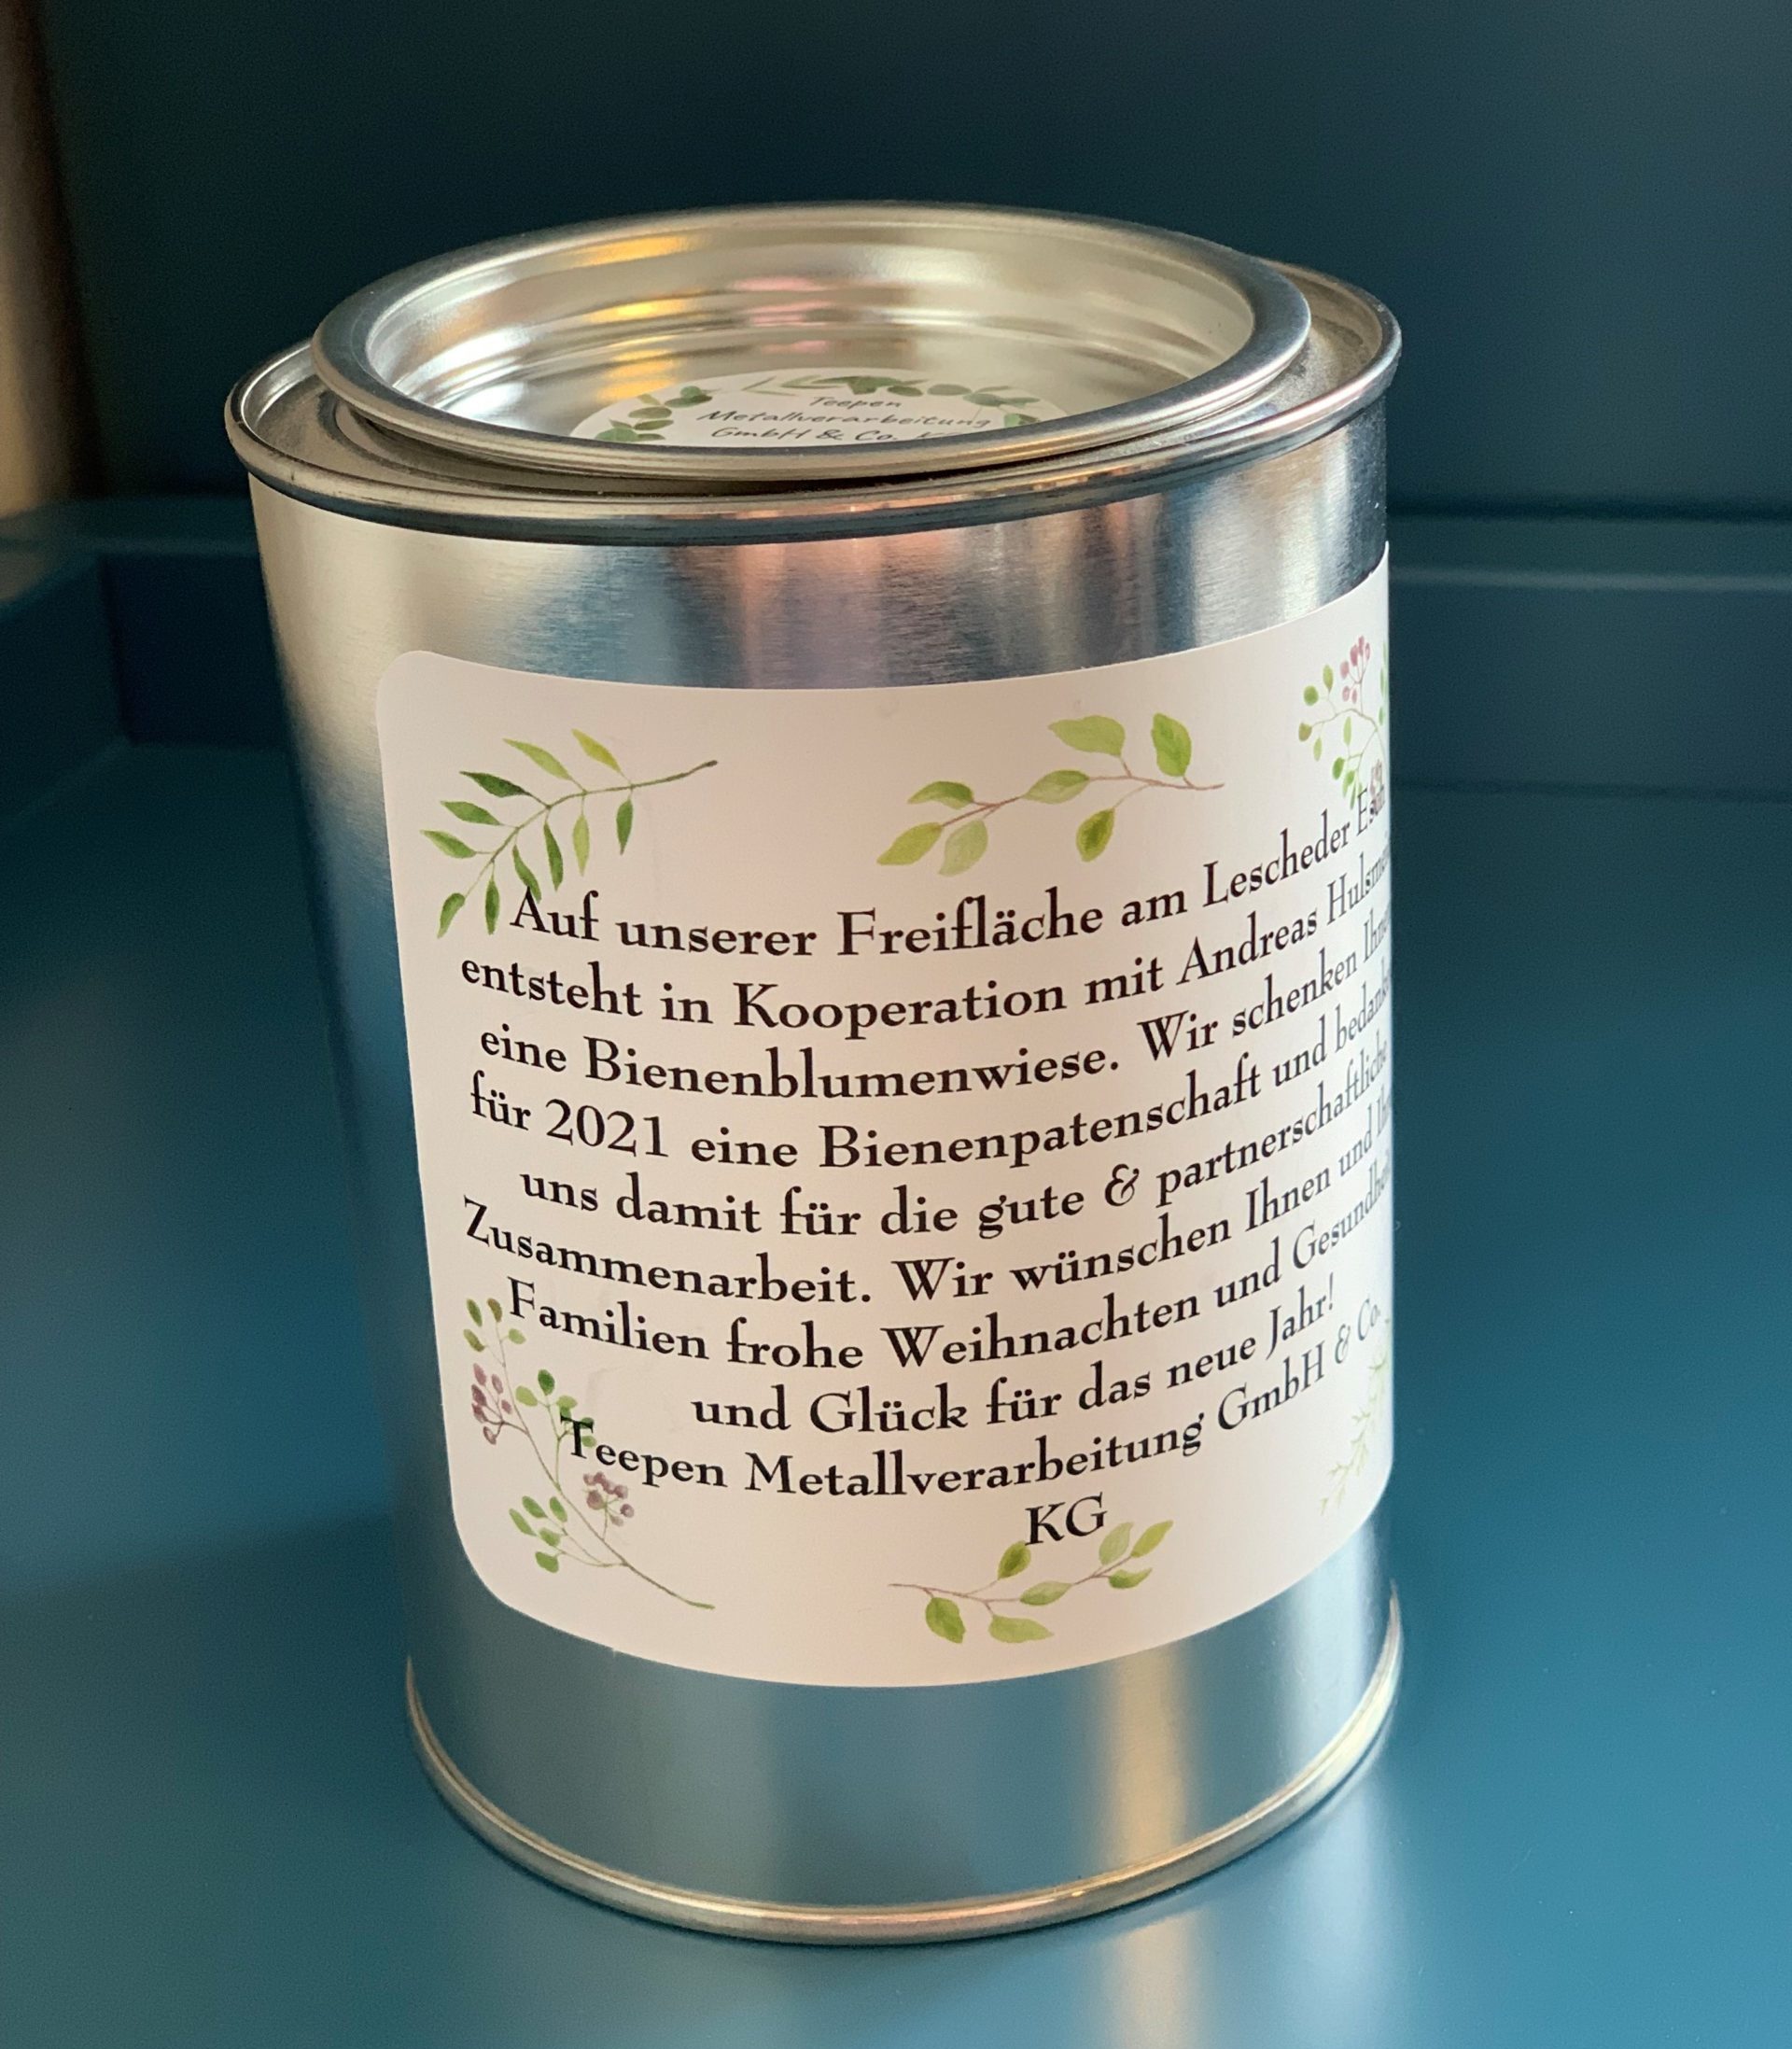 Teepen
Metallverarbeitung
GmbH & Co.
Auf unserer Freifläche am Lescheder Esch
entsteht in Kooperation mit Andreas
eine Bienenblumenwiese. Wir schenken
für 2021 eine Bienenpatenschaft und
uns damit für die gute & partnerschaftliche
Zusammenarbeit. Wir wünschen Ihnen und
Familien frohe Weihnachten und
und Glück für das neue Jahr!
Teepen Metallverarbeitung GmbH & Co.
KG